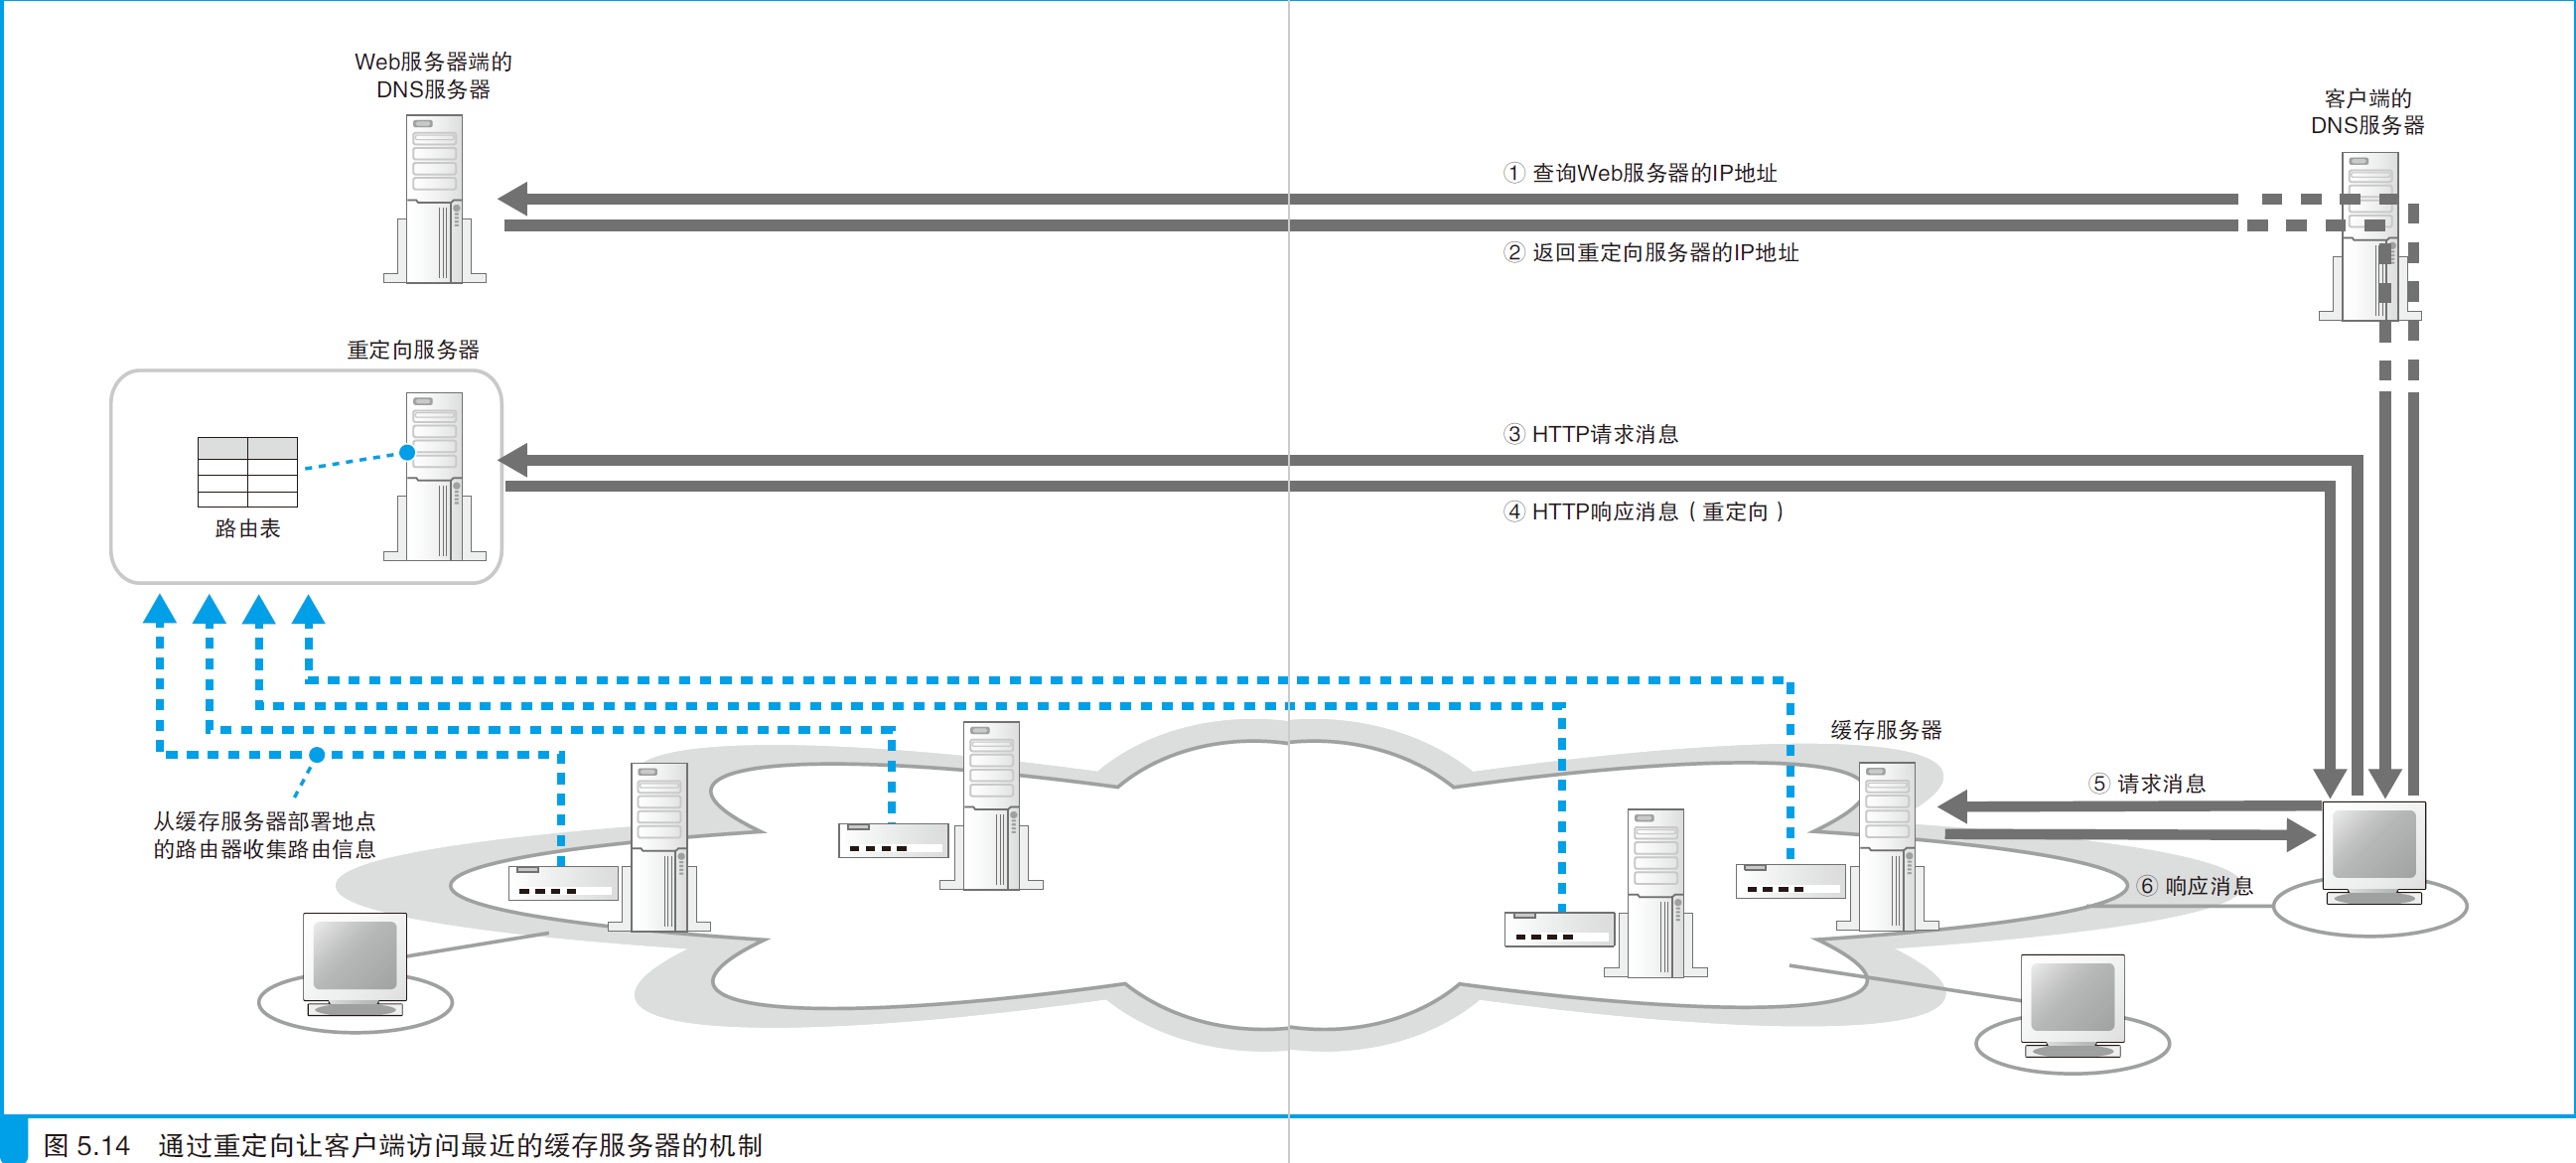 Web服务器端的
DNS服务器
客户端的
DNS服务器
① 查询Web服务器的IP地址
② 返回重定向服务器的IP地址
重定向服务器
路由表
③ HTTP请求消息
④ HTTP响应消息（重定向）
缓存服务器
⑤ 请求消息
⑥ 响应消息
从缓存服务器部署地点
的路由器收集路由信息
图 5.14 通过重定向让客户端访问最近的缓存服务器的机制